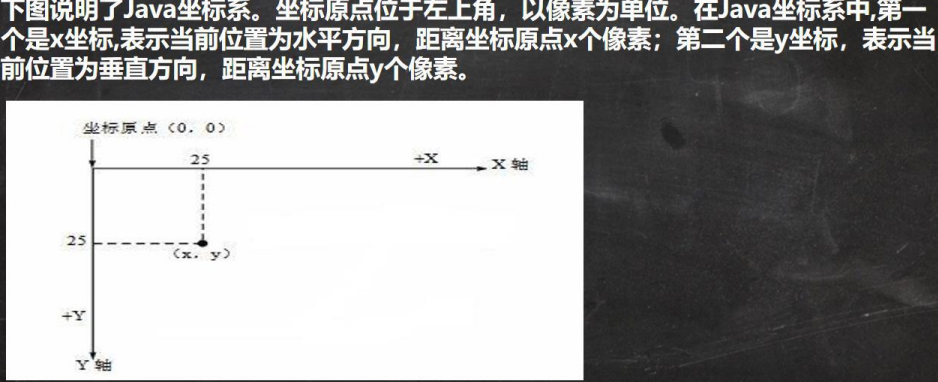 下图说明了Java坐标系。坐标原点位于左上角，以像素为单位。在Java坐标系中,第一
个是x坐标,表示当前位置为水平方向，距离坐标原点x个像素；第二个是y坐标，表示当
前位置为垂直方向，距离坐标原点y个像素。
坐标原点（0，0）
25
+X
X 轴
25
（x，y）
+Y
Y 轴